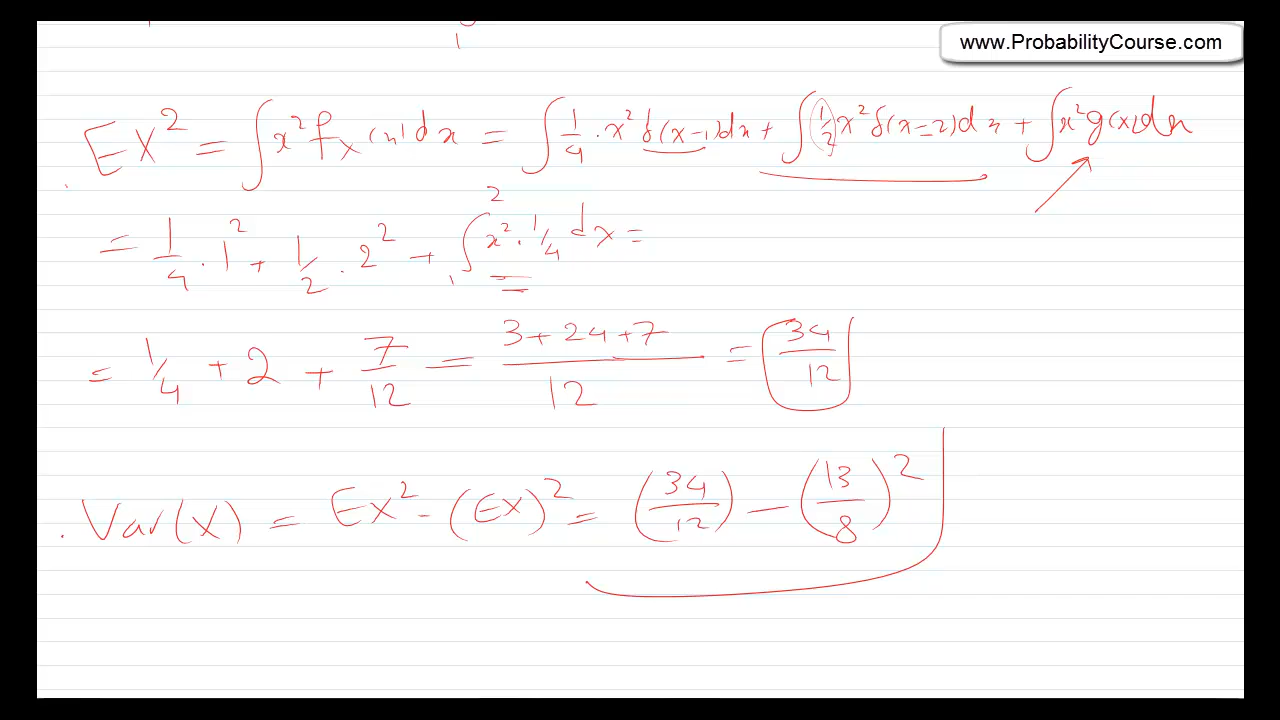 www.ProbabilityCourse.com
EX² = ∫ x² f_X(x) dx = ∫ 1/4 · x² δ(x-1)dx + ∫ (1/2) x² δ(x-2)dx + ∫ x² g(x)dx
= 1/4 · 1² + 1/2 · 2² + ∫₁² x² · 1/4 dx =
= 1/4 + 2 + 7/12 = (3+24+7)/12 = 34/12
Var(X) = EX² - (EX)² = (34/12) - (13/8)²